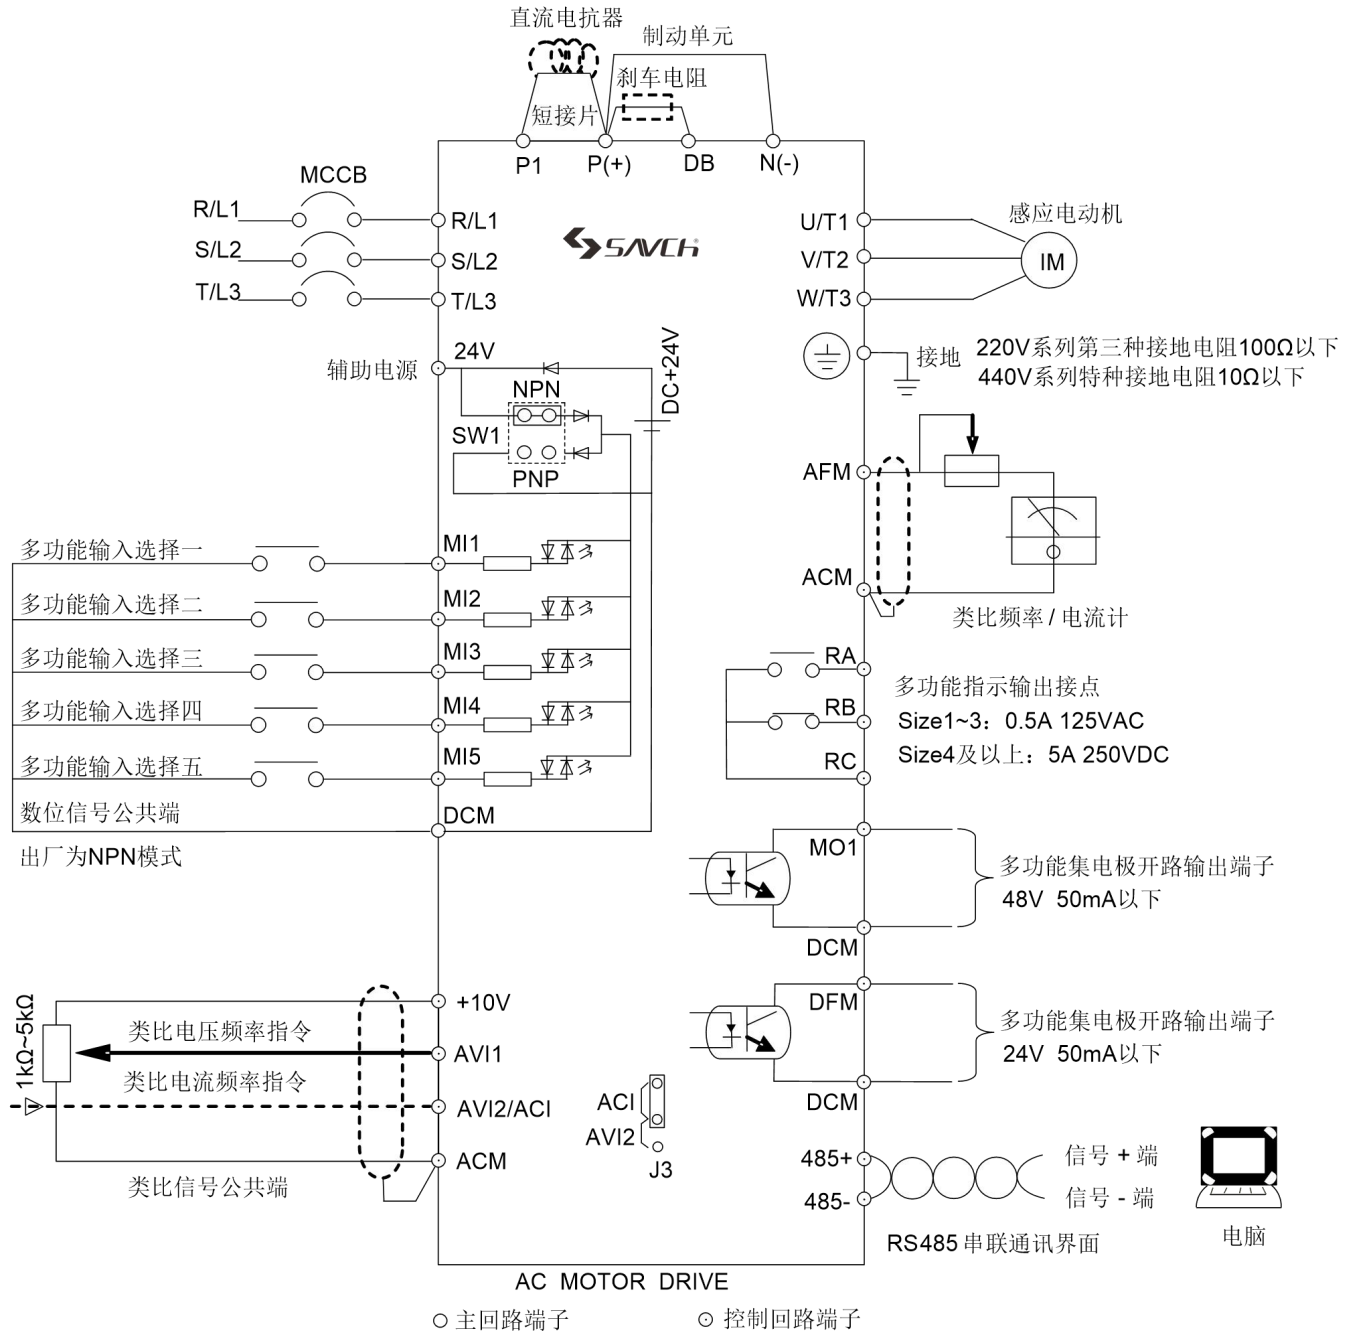 直流电抗器
制动单元
刹车电阻
短接片
P1
P(+)
DB
N(-)
MCCB
R/L1
R/L1
S/L2
S/L2
T/L3
T/L3
SAVCH
U/T1
V/T2
W/T3
感应电动机
IM
辅助电源
24V
DC+24V
NPN
SW1
PNP
接地
220V系列第三种接地电阻100Ω以下
440V系列特种接地电阻10Ω以下
AFM
ACM
类比频率 / 电流计
多功能输入选择一
MI1
多功能输入选择二
MI2
多功能输入选择三
MI3
多功能输入选择四
MI4
多功能输入选择五
MI5
数位信号公共端
DCM
出厂为NPN模式
RA
RB
RC
多功能指示输出接点
Size1~3：0.5A 125VAC
Size4及以上：5A 250VDC
MO1
DCM
多功能集电极开路输出端子
48V 50mA以下
DFM
DCM
多功能集电极开路输出端子
24V 50mA以下
1kΩ~5kΩ
+10V
类比电压频率指令
AVI1
类比电流频率指令
AVI2/ACI
ACM
类比信号公共端
ACI
AVI2
J3
485+
485-
信号 + 端
信号 - 端
RS485 串联通讯界面
电脑
AC MOTOR DRIVE
主回路端子
控制回路端子